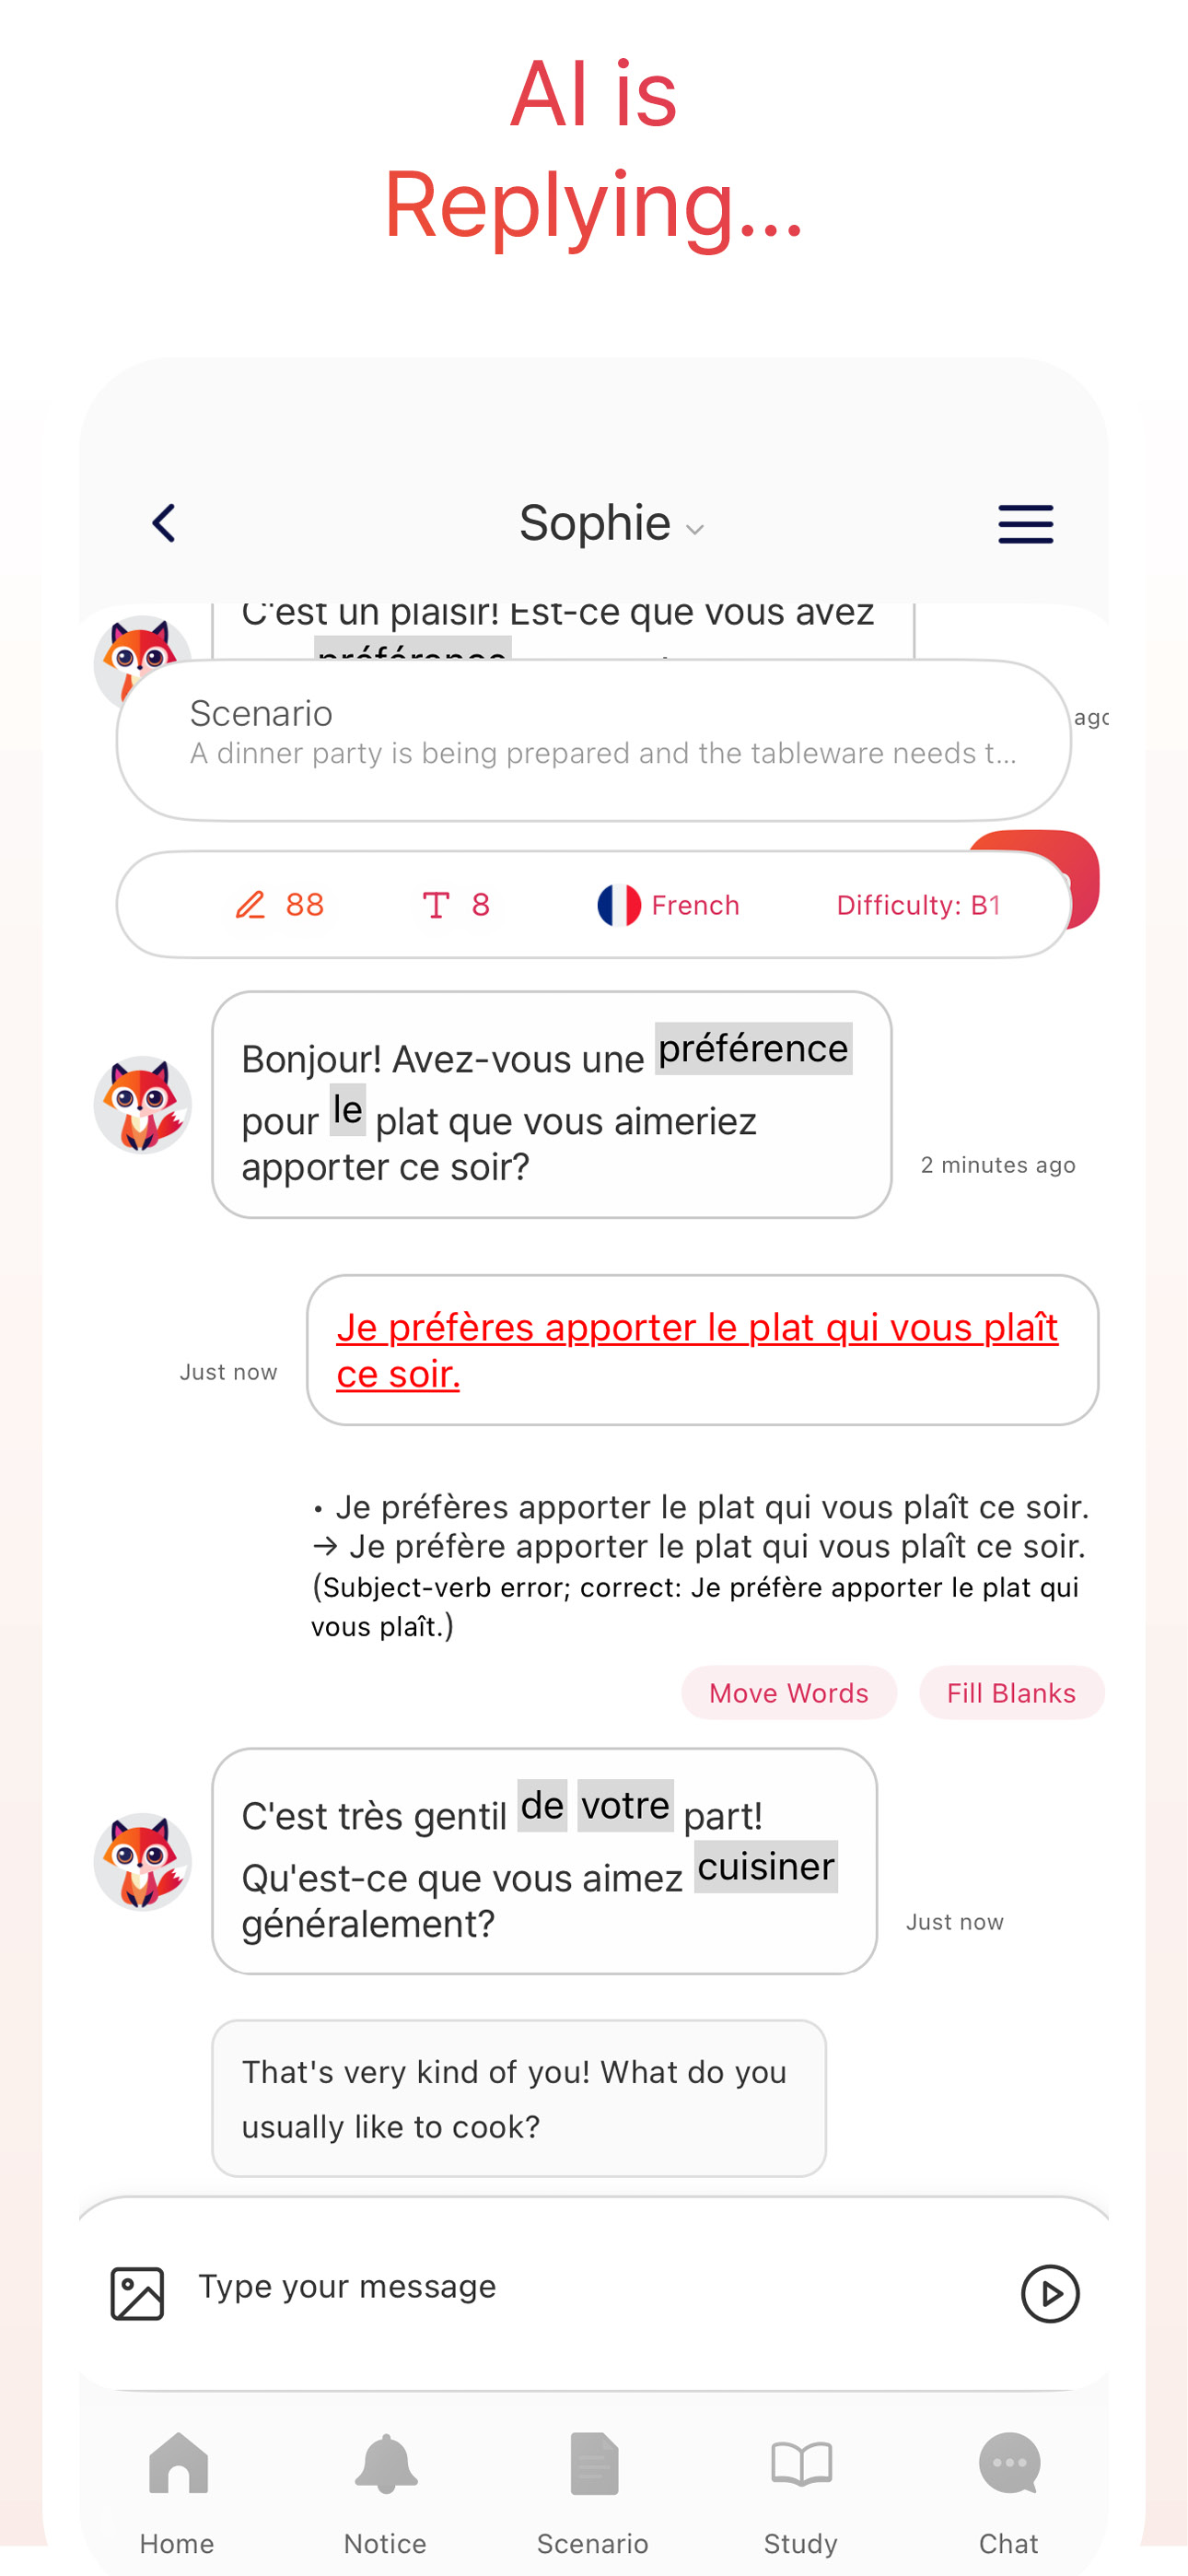 AI is
Replying...
Sophie
C'est un plaisir! Est-ce que vous avez
préférence
ago
Scenario
A dinner party is being prepared and the tableware needs t...
88 8 French Difficulty: B1
Bonjour! Avez-vous une préférence
pour le plat que vous aimeriez
apporter ce soir?
2 minutes ago
Je préfères apporter le plat qui vous plaît
ce soir.
Just now
• Je préfères apporter le plat qui vous plaît ce soir.
→ Je préfère apporter le plat qui vous plaît ce soir.
(Subject-verb error; correct: Je préfère apporter le plat qui
vous plaît.)
Move Words Fill Blanks
C'est très gentil de votre part!
Qu'est-ce que vous aimez cuisiner
généralement?
Just now
That's very kind of you! What do you
usually like to cook?
Type your message
Home Notice Scenario Study Chat